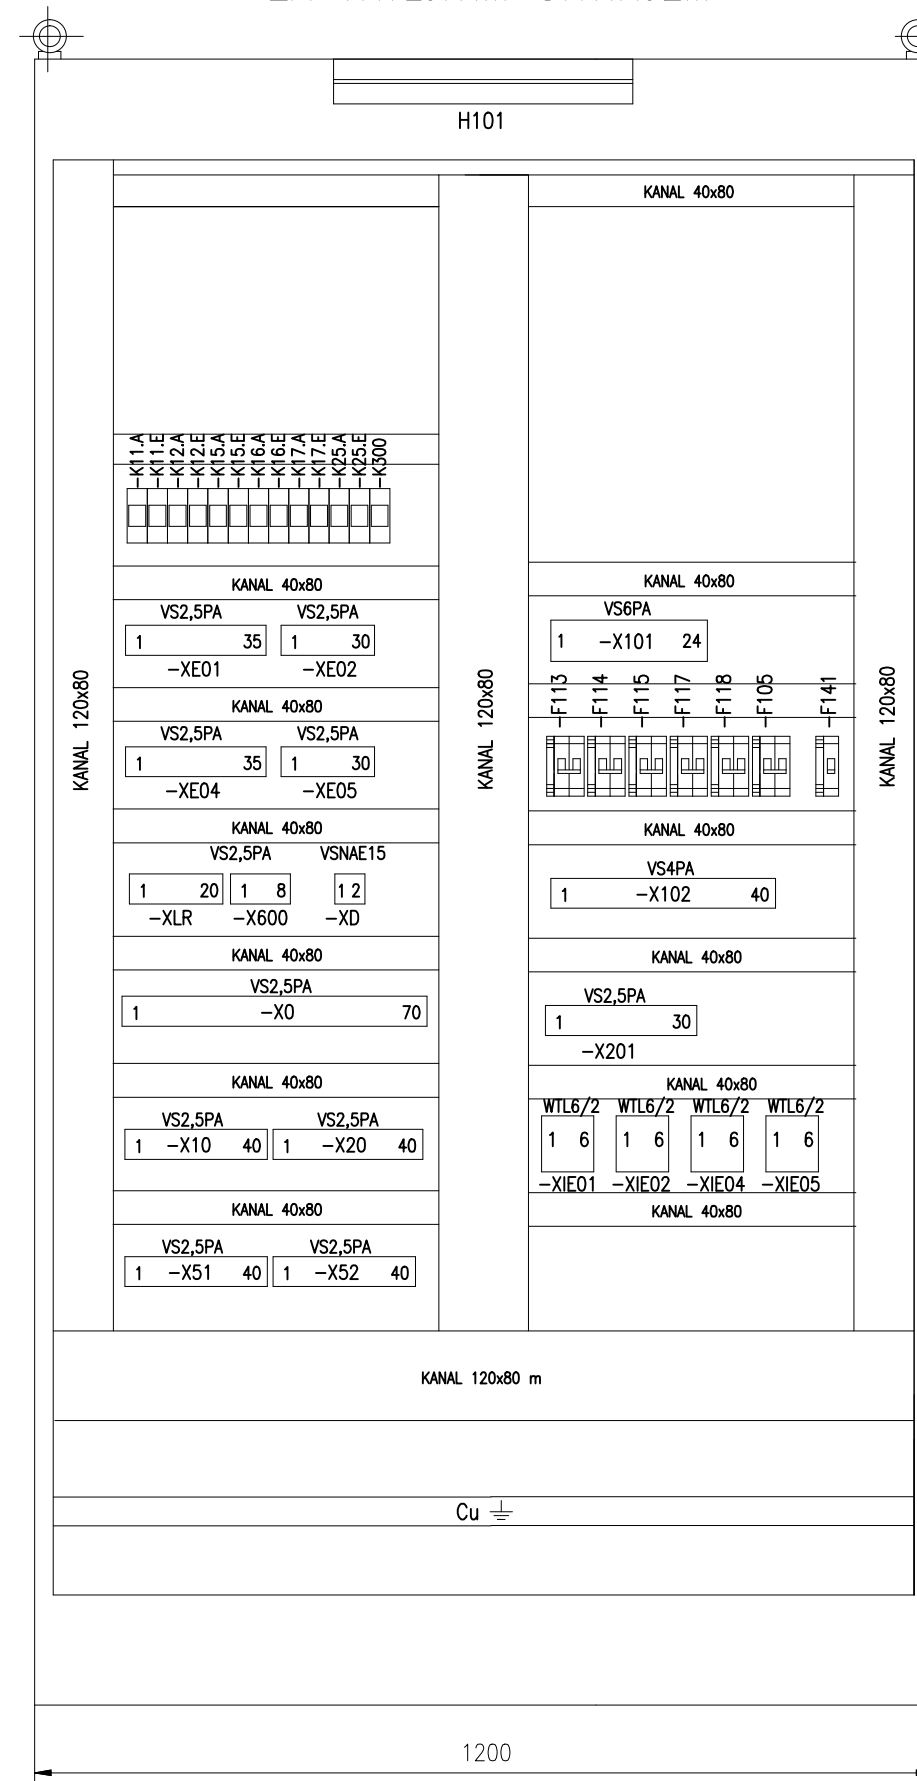 H101
KANAL 40x80
-K11.A
-K11.E
-K12.A
-K12.E
-K15.A
-K15.E
-K16.A
-K16.E
-K17.A
-K17.E
-K25.A
-K25.E
-K300
KANAL 40x80
VS2,5PA VS2,5PA
1 35 1 30
-XE01 -XE02
KANAL 40x80
VS2,5PA VS2,5PA
1 35 1 30
-XE04 -XE05
KANAL 40x80
VS2,5PA VSNAE15
1 20 1 8 1 2
-XLR -X600 -XD
KANAL 40x80
VS2,5PA
1 -X0 70
KANAL 40x80
VS2,5PA VS2,5PA
1 -X10 40 1 -X20 40
KANAL 40x80
VS2,5PA VS2,5PA
1 -X51 40 1 -X52 40
KANAL 120x80
KANAL 120x80
KANAL 40x80
VS6PA
1 -X101 24
-F113
-F114
-F115
-F117
-F118
-F105
-F141
KANAL 40x80
VS4PA
1 -X102 40
KANAL 40x80
VS2,5PA
1 30
-X201
KANAL 40x80
WTL6/2 WTL6/2 WTL6/2 WTL6/2
1 6 1 6 1 6 1 6
-XIE01 -XIE02 -XIE04 -XIE05
KANAL 40x80
KANAL 120x80
KANAL 120x80 m
Cu
1200